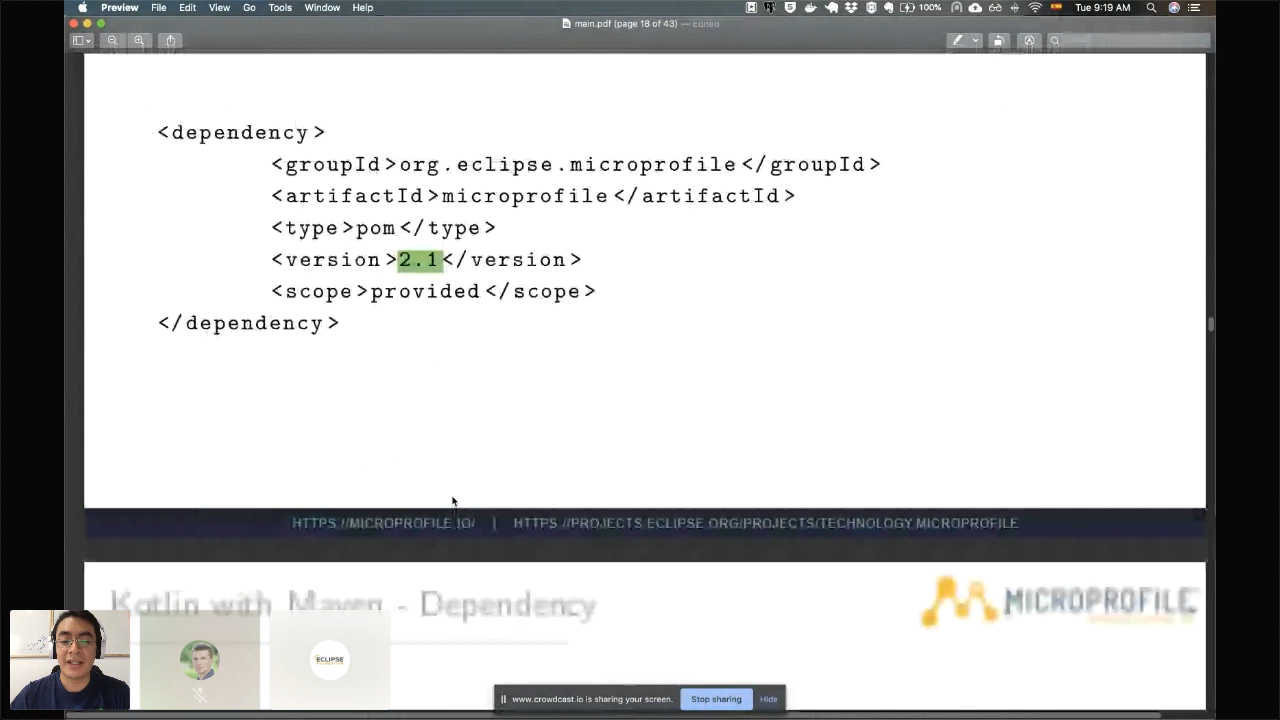 Preview File Edit View Go Tools Window Help 100% Tue 9:19 AM
main.pdf (page 18 of 43) — Edited
<dependency>
<groupId>org.eclipse.microprofile</groupId>
<artifactId>microprofile</artifactId>
<type>pom</type>
<version>2.1</version>
<scope>provided</scope>
</dependency>
HTTPS://MICROPROFILE.IO/ | HTTPS://PROJECTS.ECLIPSE.ORG/PROJECTS/TECHNOLOGY.MICROPROFILE
Kotlin with Maven - Dependency
MICROPROFILE
ECLIPSE
www.crowdcast.io is sharing your screen. Stop sharing Hide